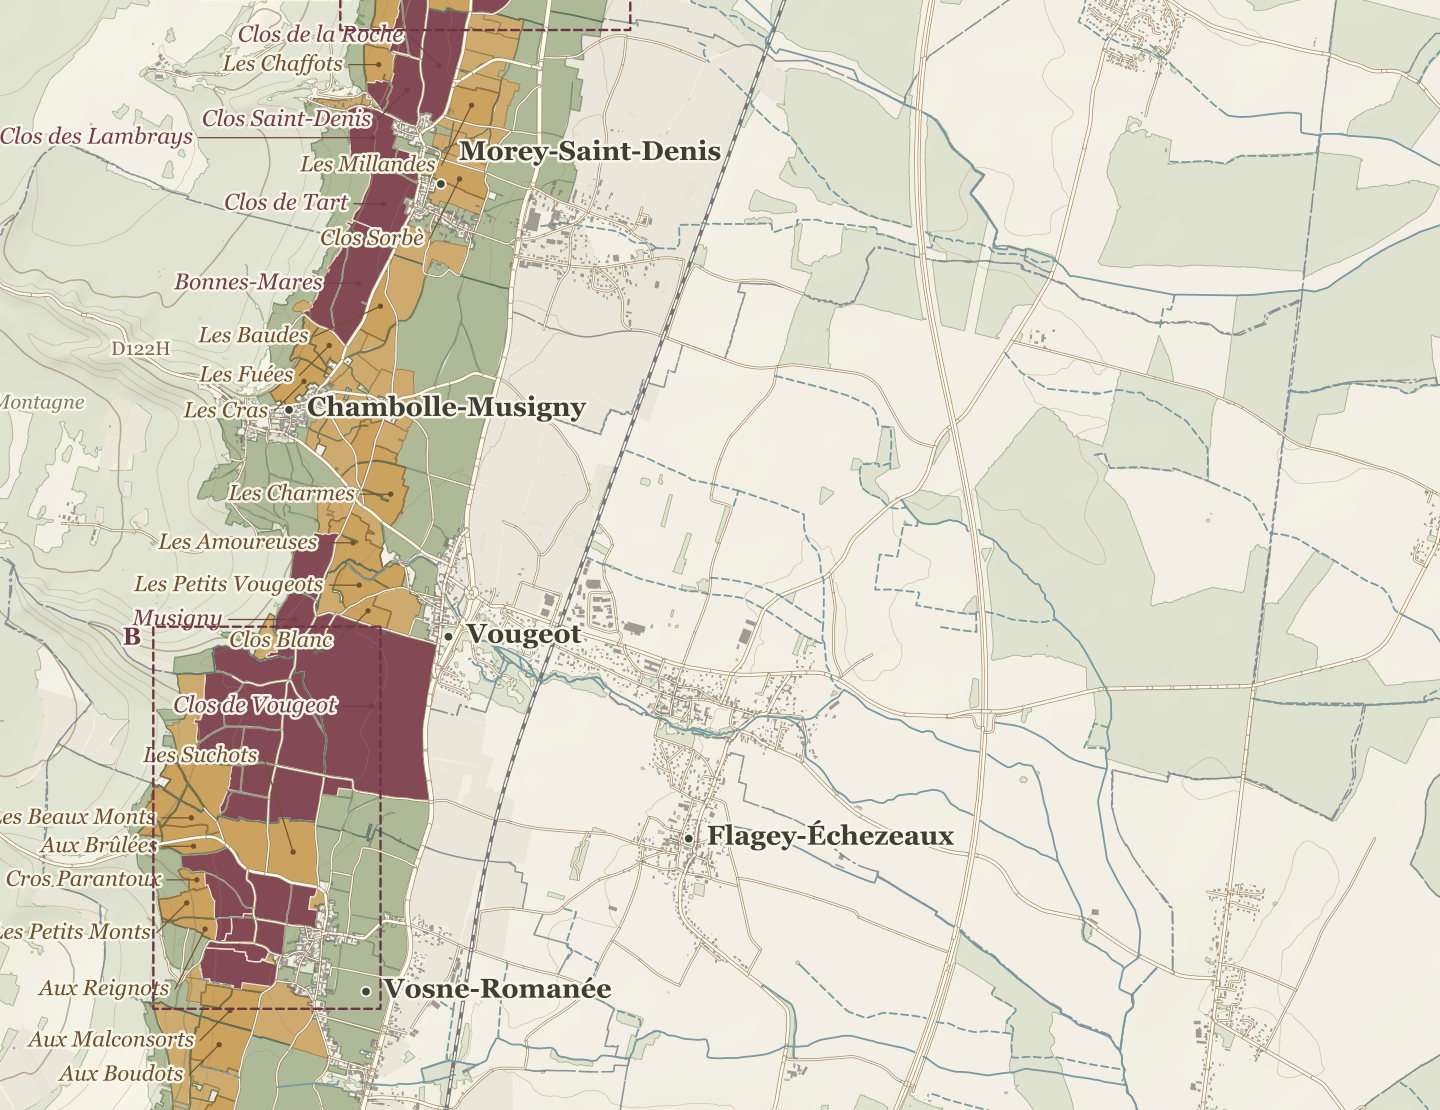 Clos de la Roche
Les Chaffots
Clos Saint-Denis
Clos des Lambrays
Morey-Saint-Denis
Les Millandes
Clos de Tart
Clos Sorbè
Bonnes-Mares
Les Baudes
D122H
Les Fuées
Montagne
Les Cras
Chambolle-Musigny
Les Charmes
Les Amoureuses
Les Petits Vougeots
Musigny
B
Clos Blanc
Vougeot
Clos de Vougeot
Les Suchots
Les Beaux Monts
Flagey-Échezeaux
Aux Brûlées
Cros Parantoux
Les Petits Monts
Aux Reignots
Vosne-Romanée
Aux Malconsorts
Aux Boudots